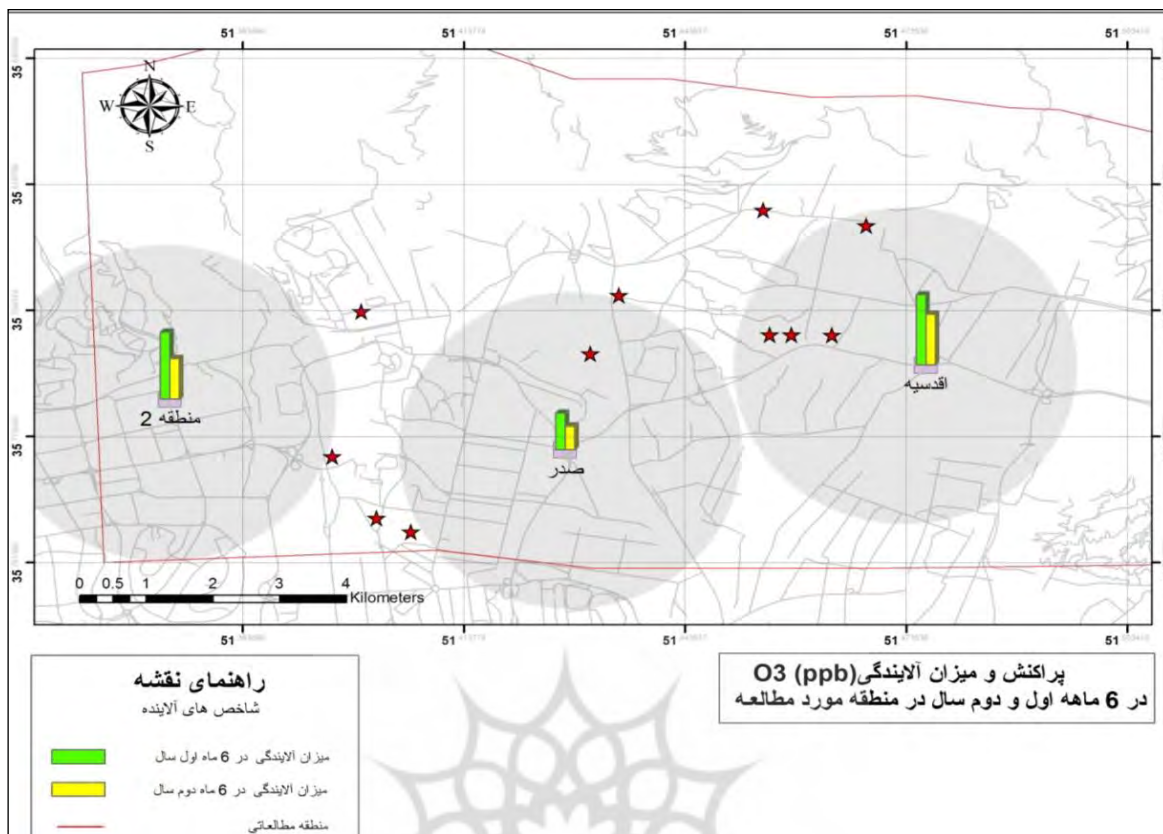 51 51 51 51 51
N
W E
S
35
35
35
35
35
اقدسیه
منطقه 2
صدر
0 0.5 1 2 3 4
Kilometers
51 51 51 51 51
پراکنش و میزان آلایندگی(O3 (ppb
در 6 ماهه اول و دوم سال در منطقه مورد مطالعه
راهنمای نقشه
شاخص های آلاینده
میزان آلایندگی در 6 ماه اول سال
میزان آلایندگی در 6 ماه دوم سال
منطقه مطالعاتی